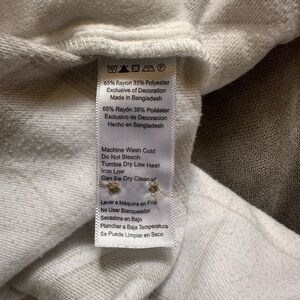 65% Rayon 35% Polyester
Exclusive of Decoration
Made in Bangladesh
65% Rayón 35% Poliéster
Exclusivo de Decoracion
Hecho en Bangladesh
Machine Wash Cold
Do Not Bleach
Tumble Dry Low Heat
Iron Low
Can Be Dry Cleaned
Lavar a Máquina en Fría
No Usar Blanqueador
Secadora en Bajo
Planchar a Baja Temperatura
Se Puede Limpiar en Seco